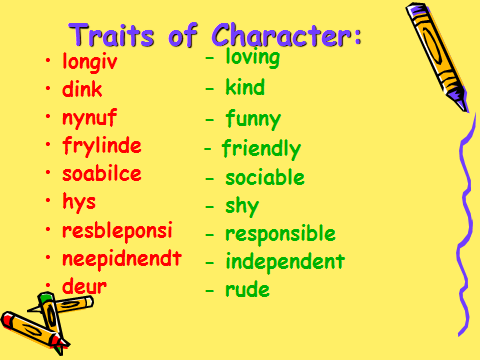 Traits of Character:
• longiv – loving
• dink – kind
• nynuf – funny
• frylinde - friendly
• soabilce – sociable
• hys – shy
• resbleponsi – responsible
• neepidnendt – independent
• deur – rude